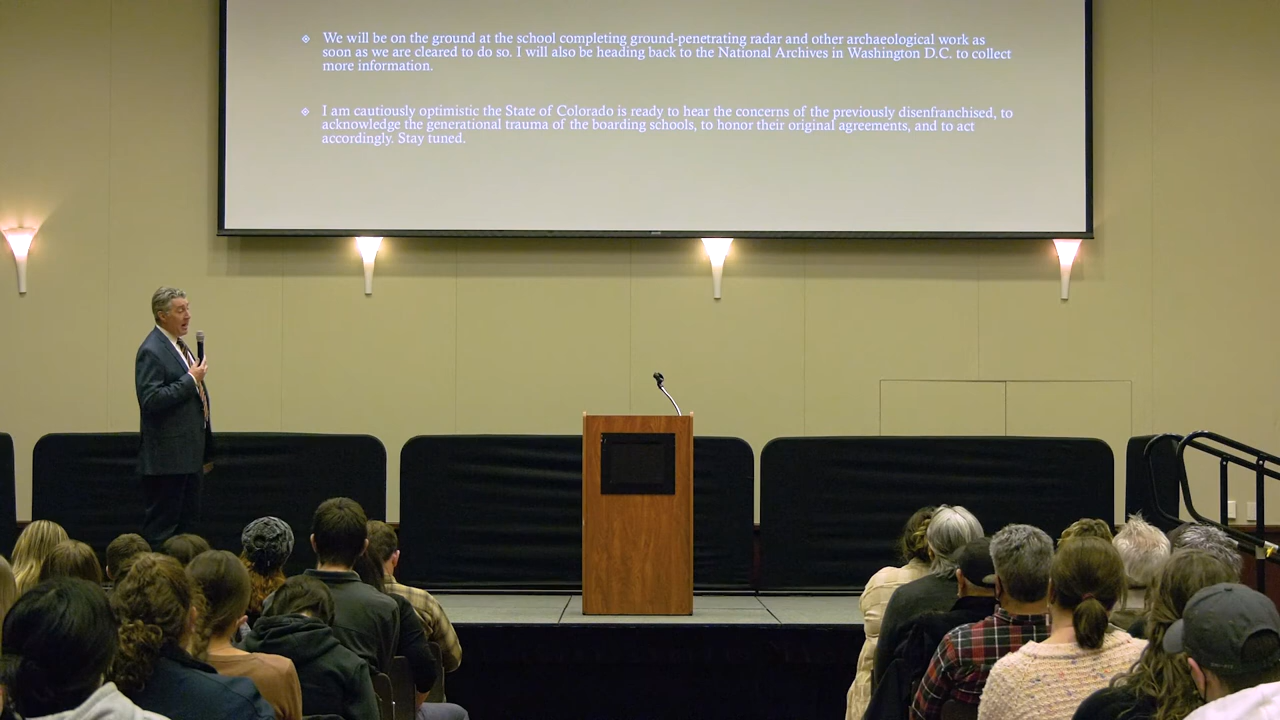 We will be on the ground at the school completing ground-penetrating radar and other archaeological work as
soon as we are cleared to do so. I will also be heading back to the National Archives in Washington D.C. to collect
more information.
I am cautiously optimistic the State of Colorado is ready to hear the concerns of the previously disenfranchised, to
acknowledge the generational trauma of the boarding schools, to honor their original agreements, and to act
accordingly. Stay tuned.